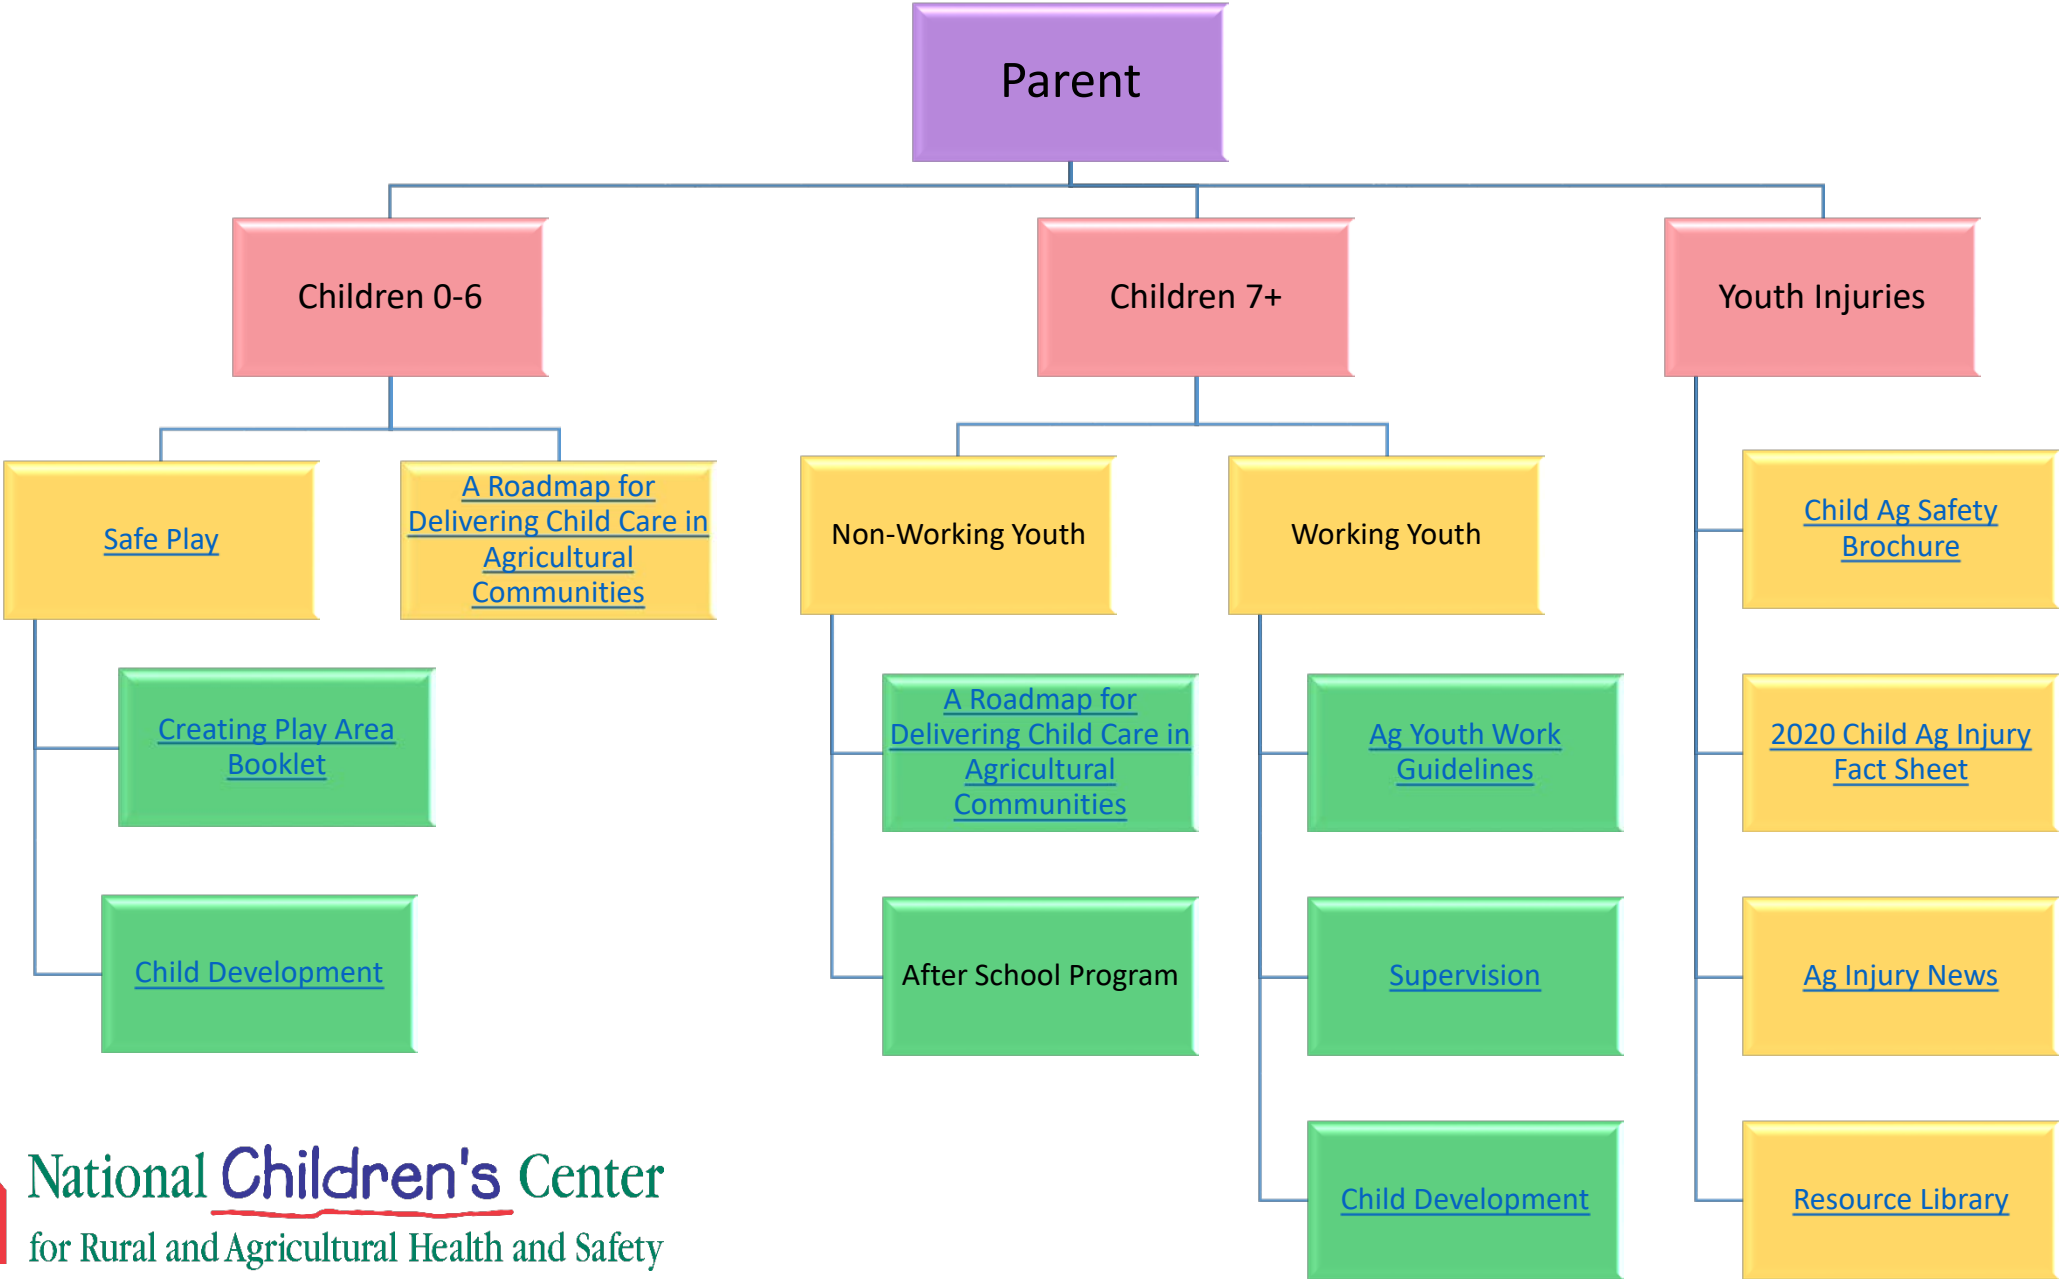 Parent
Children 0-6
Children 7+
Youth Injuries
Safe Play
A Roadmap for
Delivering Child Care in
Agricultural
Communities
Non-Working Youth
Working Youth
Child Ag Safety
Brochure
Creating Play Area
Booklet
A Roadmap for
Delivering Child Care in
Agricultural
Communities
Ag Youth Work
Guidelines
2020 Child Ag Injury
Fact Sheet
Child Development
After School Program
Supervision
Ag Injury News
Child Development
Resource Library
National Children's Center
for Rural and Agricultural Health and Safety